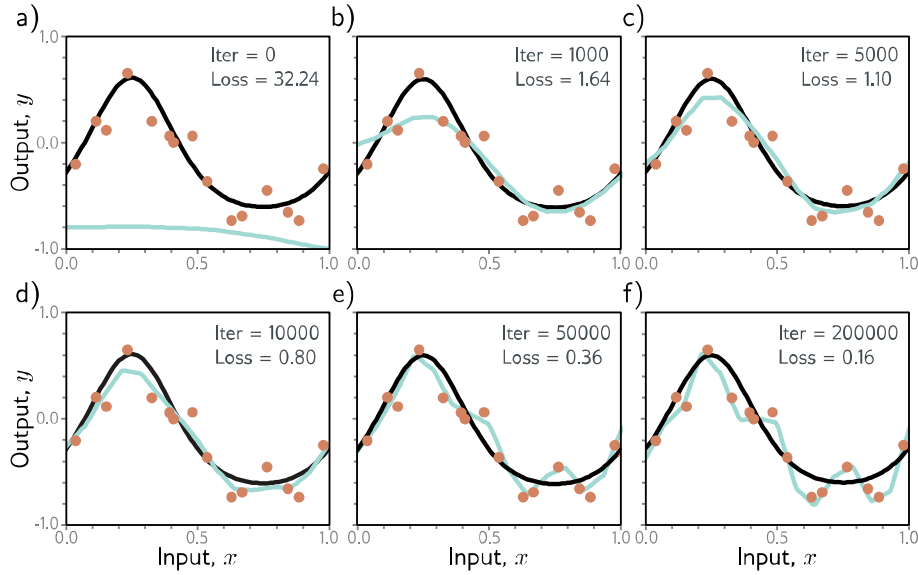 a)
Iter = 0
Loss = 32.24
1.0
0.0
-1.0
Output, y
0.0
0.5
1.0
b)
Iter = 1000
Loss = 1.64
0.0
0.5
1.0
c)
Iter = 5000
Loss = 1.10
0.0
0.5
1.0
d)
Iter = 10000
Loss = 0.80
1.0
0.0
-1.0
Output, y
0.0
0.5
1.0
Input, x
e)
Iter = 50000
Loss = 0.36
0.0
0.5
1.0
Input, x
f)
Iter = 200000
Loss = 0.16
0.0
0.5
1.0
Input, x